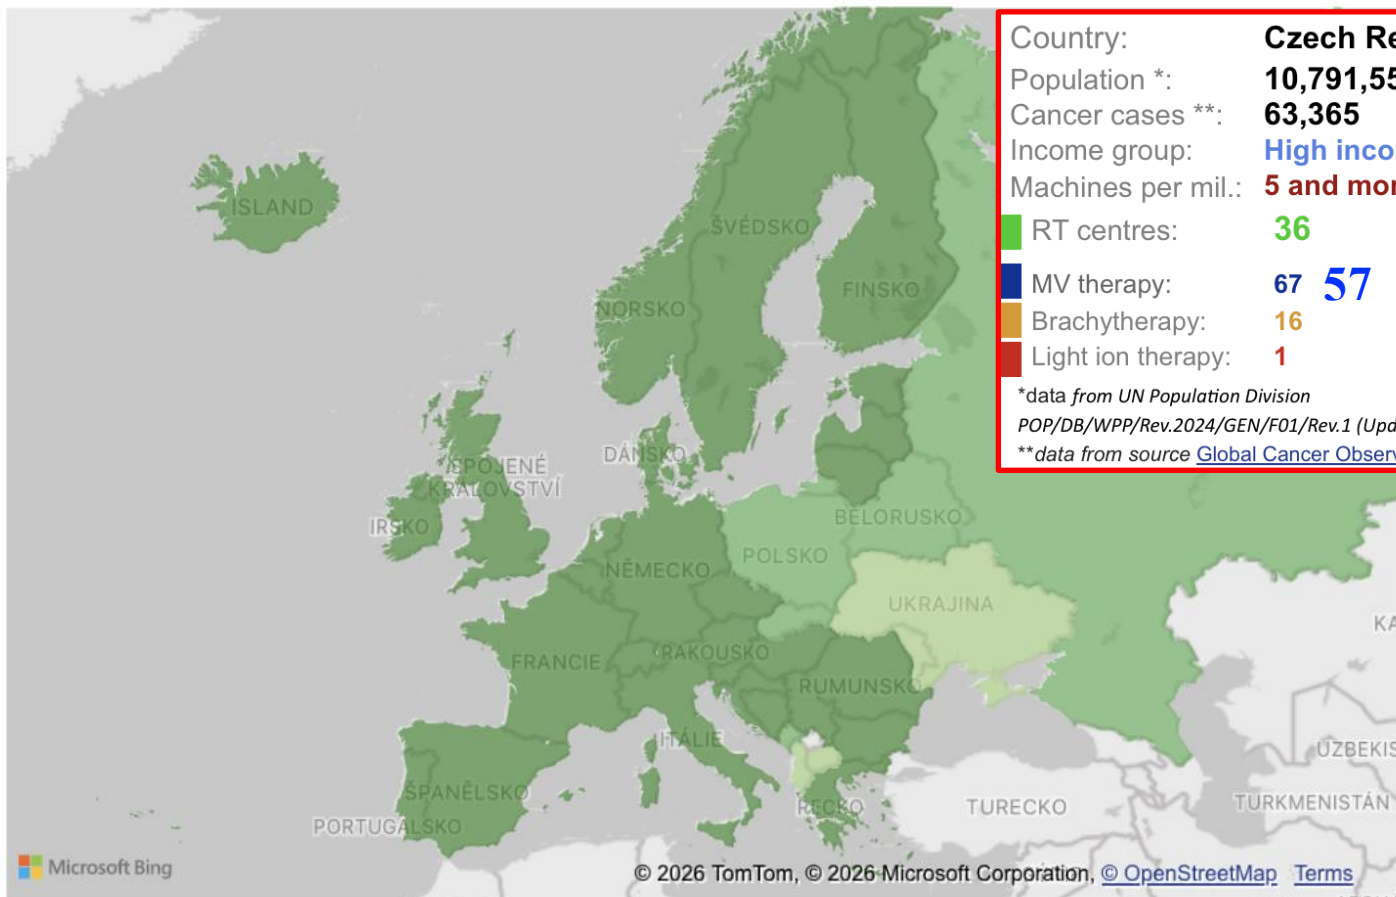 Country: Czech Re
Population *: 10,791,55
Cancer cases **: 63,365
Income group: High inco
Machines per mil.: 5 and mor
RT centres: 36
MV therapy: 67 57
Brachytherapy: 16
Light ion therapy: 1
*data from UN Population Division
POP/DB/WPP/Rev.2024/GEN/F01/Rev.1 (Upd
**data from source Global Cancer Observ
ISLAND
ŠVÉDSKO
FINSKO
NORSKO
DÁNSKO
SPOJENÉ
KRÁLOVSTVÍ
IRSKO
BĚLORUSKO
POLSKO
NĚMECKO
UKRAJINA
KA
RAKOUSKO
FRANCIE
RUMUNSKO
ITÁLIE
UZBEKIS
ŠPANĚLSKO
ŘECKO
TURECKO
TURKMENISTÁN
PORTUGALSKO
Microsoft Bing
© 2026 TomTom, © 2026 Microsoft Corporation, © OpenStreetMap Terms